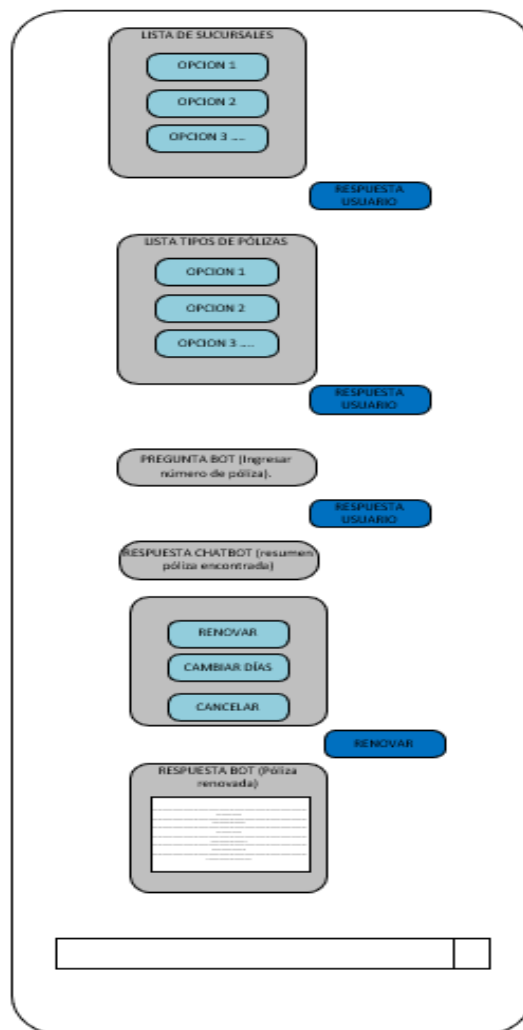 LISTA DE SUCURSALES
OPCION 1
OPCION 2
OPCION 3 ....
RESPUESTA
USUARIO
LISTA TIPOS DE PÓLIZAS
OPCION 1
OPCION 2
OPCION 3 ....
RESPUESTA
USUARIO
PREGUNTA BOT (Ingresar
número de póliza).
RESPUESTA
USUARIO
RESPUESTA CHATBOT (resumen
póliza encontrada)
RENOVAR
CAMBIAR DÍAS
CANCELAR
RENOVAR
RESPUESTA BOT (Póliza
renovada)